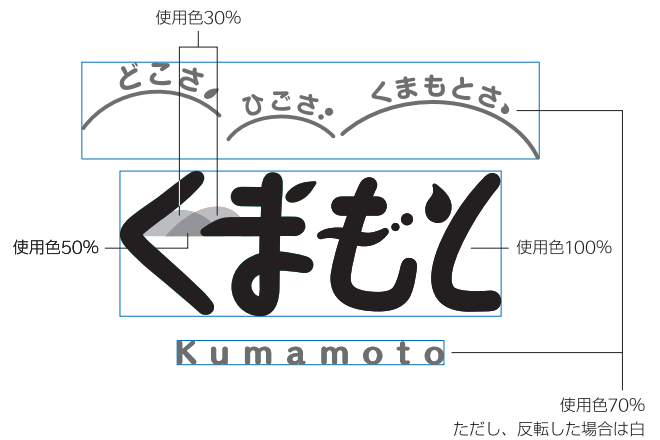 使用色30%
どこさ
ひごさ
くまもとさ
くまもと
使用色50%
使用色100%
Kumamoto
使用色70%
ただし、反転した場合は白